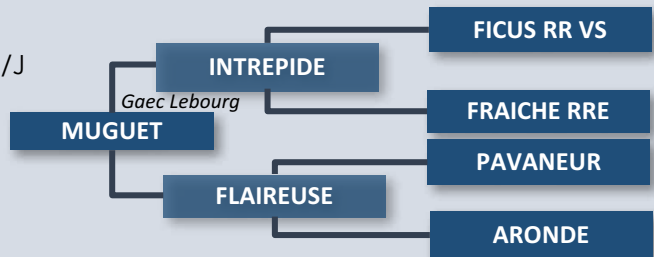 FICUS RR VS
/J
INTREPIDE
Gaec Lebourg
FRAICHE RRE
MUGUET
PAVANEUR
FLAIREUSE
ARONDE